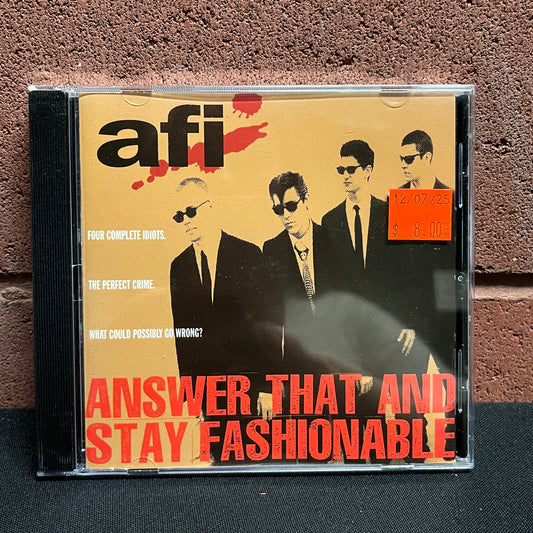 afi
12/07/25
$ 8.00
FOUR COMPLETE IDIOTS.
THE PERFECT CRIME.
WHAT COULD POSSIBLY GO WRONG?
ANSWER THAT AND
STAY FASHIONABLE